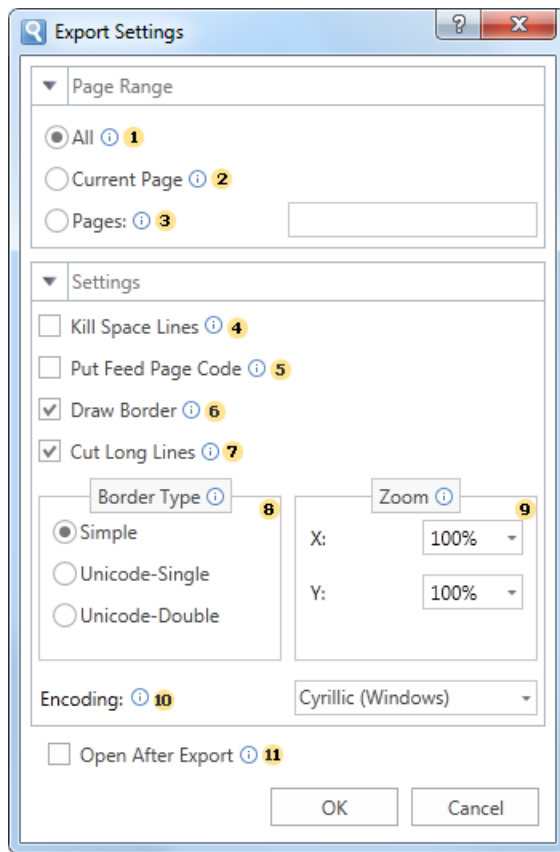 Export Settings
Page Range
All 1
Current Page 2
Pages: 3
Settings
Kill Space Lines 4
Put Feed Page Code 5
Draw Border 6
Cut Long Lines 7
Border Type 8
Simple
Unicode-Single
Unicode-Double
Zoom 9
X: 100%
Y: 100%
Encoding: 10 Cyrillic (Windows)
Open After Export 11
OK Cancel